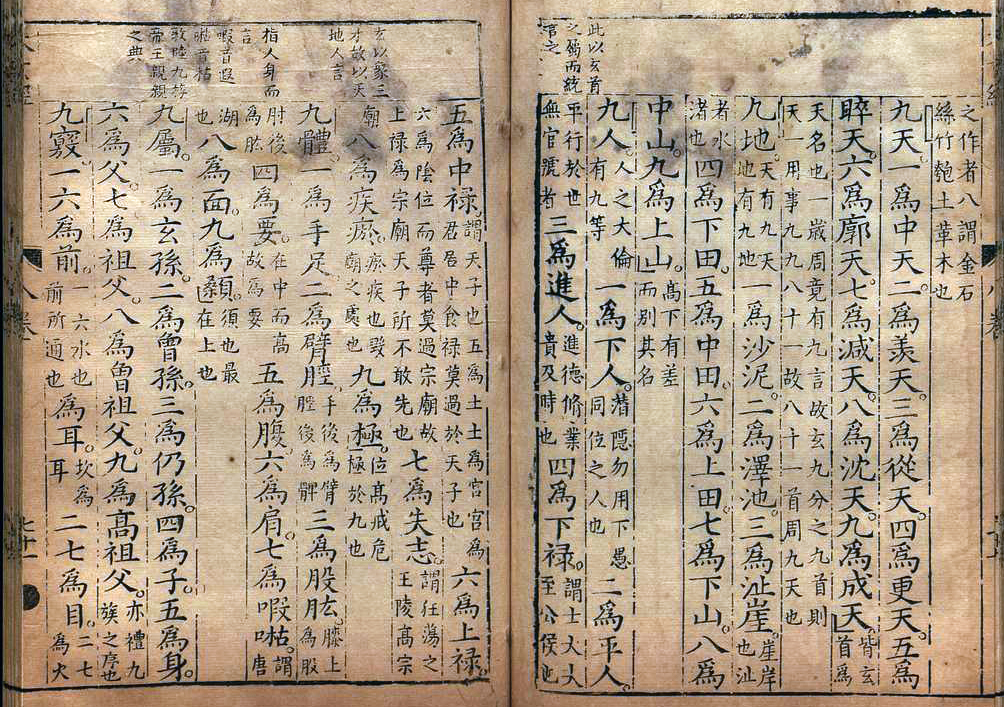 此以玄首
之屬而統
言之
之作者八謂金石絲竹匏土革木也
九天一爲中天二爲羨天三爲從天四爲更天五爲
睟天六爲廓天七爲減天八爲沈天九爲成天皆玄首爲
天名也一歲周竟有九言故玄九分之九首則天一用事九九八十一故八十一首周九天也
九地天有九天地有九地一爲沙泥二爲澤池三爲沚崖崖岸也沚
者水渚也四爲下田五爲中田六爲上田七爲下山八爲
中山九爲上山高下有差而別其名
九人人之大倫有九等一爲下人潛隱勿用下愚同位之人也二爲平人
平行於世無官號者三爲進人進德脩業貴及時也四爲下祿謂士大夫至公侯也
玄以象三
才故以天
地人言
指人身而
言
㗇音遐
㖵音枯
敦睦九族
帝王親親
之典
五爲中祿謂天子也五爲土土爲宮宮爲君居中食祿莫過於天子也六爲上祿
六爲陰位而尊者莫過宗廟故上祿爲宗廟天子所不敢先也七爲失志謂狂蕩之王陵高宗
廟八爲疾瘀瘀疾也毀廟之處也九爲極位高戒危極於九也
九體一爲手足二爲臂脛手後爲臂脛後爲髀三爲股肱膝上爲股
肘後爲肱四爲要在中而高故爲要五爲腹六爲肩七爲㗇㖵謂唐
湖也八爲面九爲顙須也最在上也
九屬一爲玄孫二爲曾孫三爲仍孫四爲子五爲身
六爲父七爲祖父八爲曾祖父九爲高祖父亦禮九族之序也
九竅一六爲前一六水也前所通也爲耳坎爲耳二七爲目二七爲火